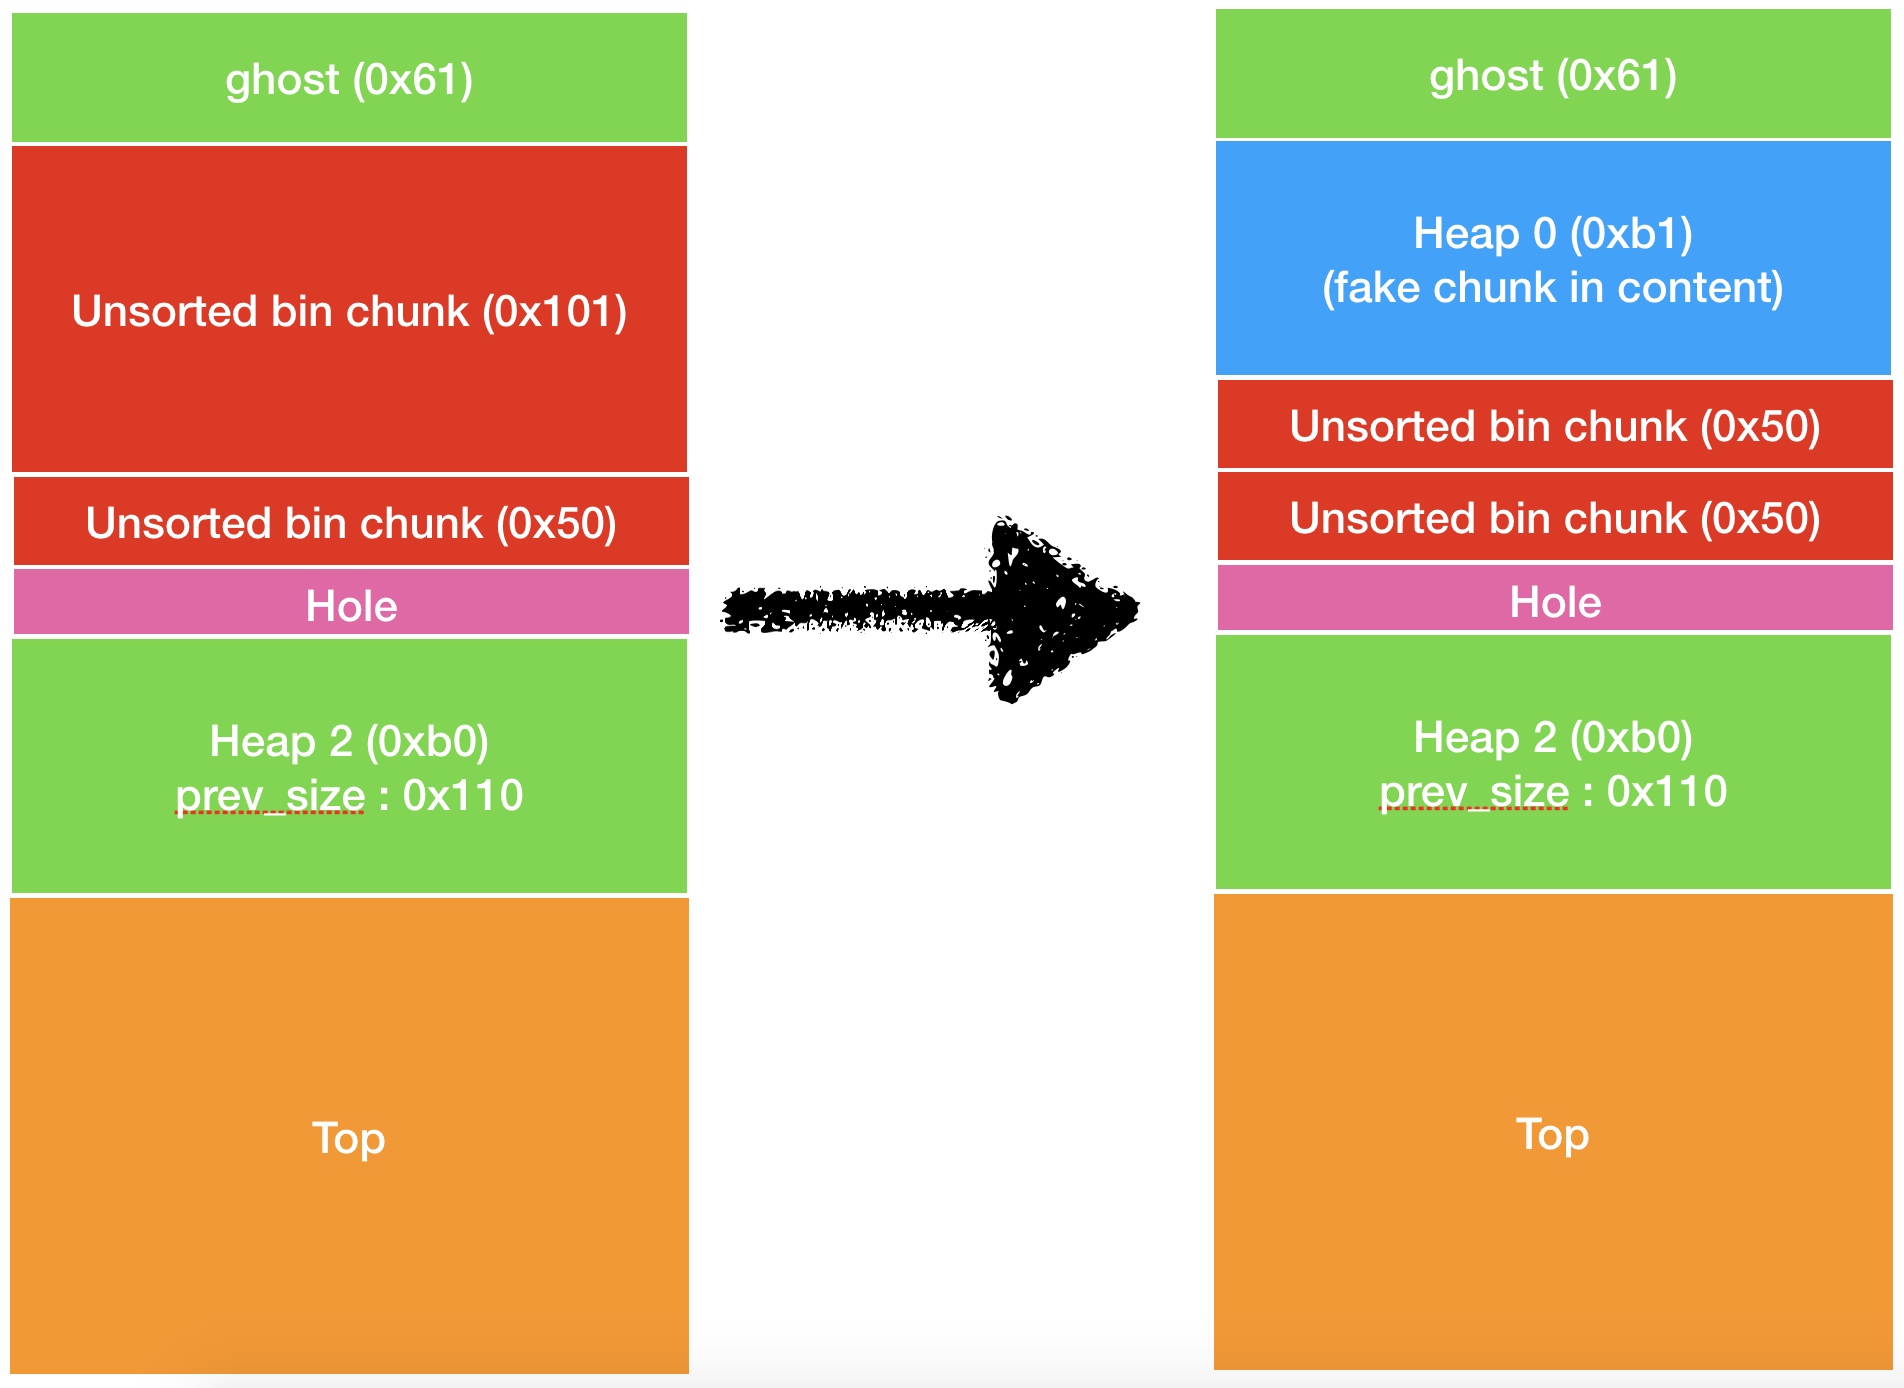 ghost (0x61)
Unsorted bin chunk (0x101)
Unsorted bin chunk (0x50)
Hole
Heap 2 (0xb0)
prev_size : 0x110
Top
ghost (0x61)
Heap 0 (0xb1)
(fake chunk in content)
Unsorted bin chunk (0x50)
Unsorted bin chunk (0x50)
Hole
Heap 2 (0xb0)
prev_size : 0x110
Top